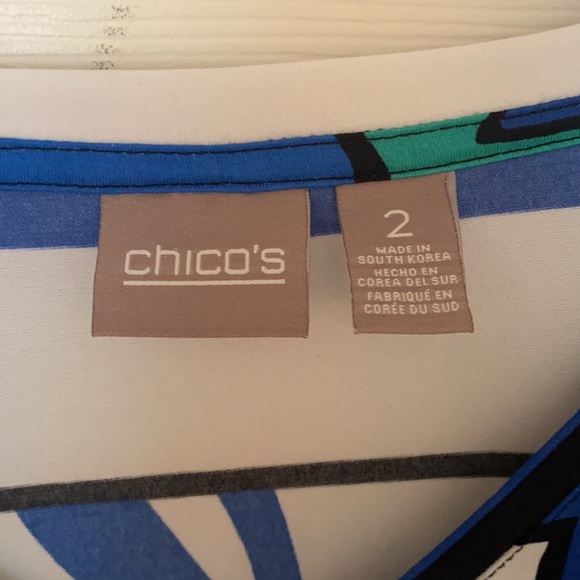 chico's
2
MADE IN
SOUTH KOREA
HECHO EN
COREA DEL SUR
FABRIQUÉ EN
CORÉE DU SUD